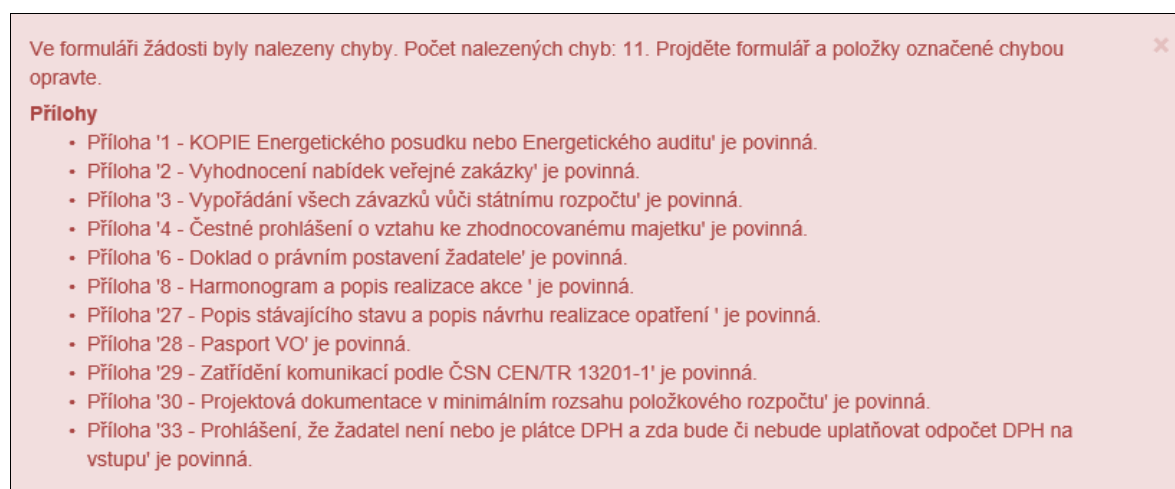 Ve formuláři žádosti byly nalezeny chyby. Počet nalezených chyb: 11. Projděte formulář a položky označené chybou
opravte.
Přílohy
• Příloha '1 - KOPIE Energetického posudku nebo Energetického auditu' je povinná.
• Příloha '2 - Vyhodnocení nabídek veřejné zakázky' je povinná.
• Příloha '3 - Vypořádání všech závazků vůči státnímu rozpočtu' je povinná.
• Příloha '4 - Čestné prohlášení o vztahu ke zhodnocovanému majetku' je povinná.
• Příloha '6 - Doklad o právním postavení žadatele' je povinná.
• Příloha '8 - Harmonogram a popis realizace akce ' je povinná.
• Příloha '27 - Popis stávajícího stavu a popis návrhu realizace opatření ' je povinná.
• Příloha '28 - Pasport VO' je povinná.
• Příloha '29 - Zatřídění komunikací podle ČSN CEN/TR 13201-1' je povinná.
• Příloha '30 - Projektová dokumentace v minimálním rozsahu položkového rozpočtu' je povinná.
• Příloha '33 - Prohlášení, že žadatel není nebo je plátce DPH a zda bude či nebude uplatňovat odpočet DPH na
vstupu' je povinná.